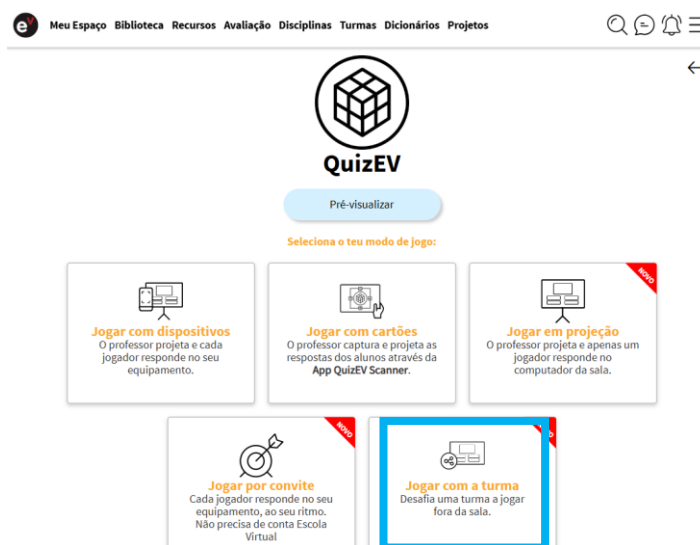 ev
Meu Espaço Biblioteca Recursos Avaliação Disciplinas Turmas Dicionários Projetos
QuizEV
Pré-visualizar
Seleciona o teu modo de jogo:
Jogar com dispositivos
O professor projeta e cada
jogador responde no seu
equipamento.
Jogar com cartões
O professor captura e projeta as
respostas dos alunos através da
App QuizEV Scanner.
NOVO
Jogar em projeção
O professor projeta e apenas um
jogador responde no
computador da sala.
NOVO
Jogar por convite
Cada jogador responde no seu
equipamento, ao seu ritmo.
Não precisa de conta Escola
Virtual
Jogar com a turma
Desafia uma turma a jogar
fora da sala.